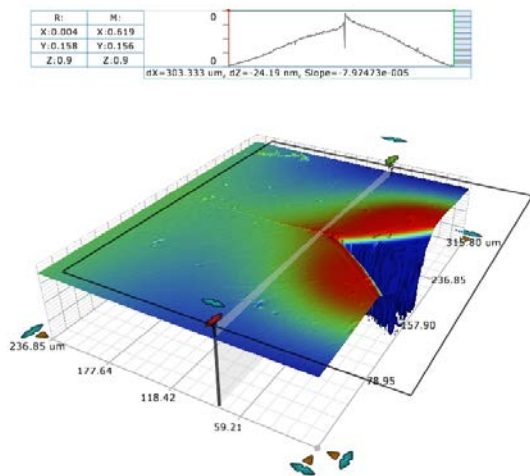 R: M: 0
X:0.004 X:0.619
Y:0.158 Y:0.156
Z:0.9 Z:0.9 0
dX=303.333 um, dZ=-24.19 nm, Slope=-7.97473e-005
315.80 um
236.85
157.90
78.95
236.85 um
177.64
118.42
59.21